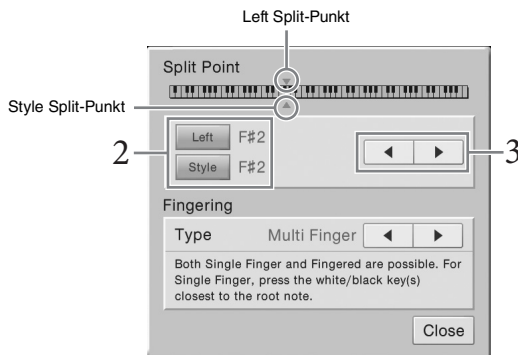 Left Split-Punkt
Split Point
Style Split-Punkt
2
Left F#2
3
Style F#2
Fingering
Type Multi Finger
Both Single Finger and Fingered are possible. For
Single Finger, press the white/black key(s)
closest to the root note.
Close